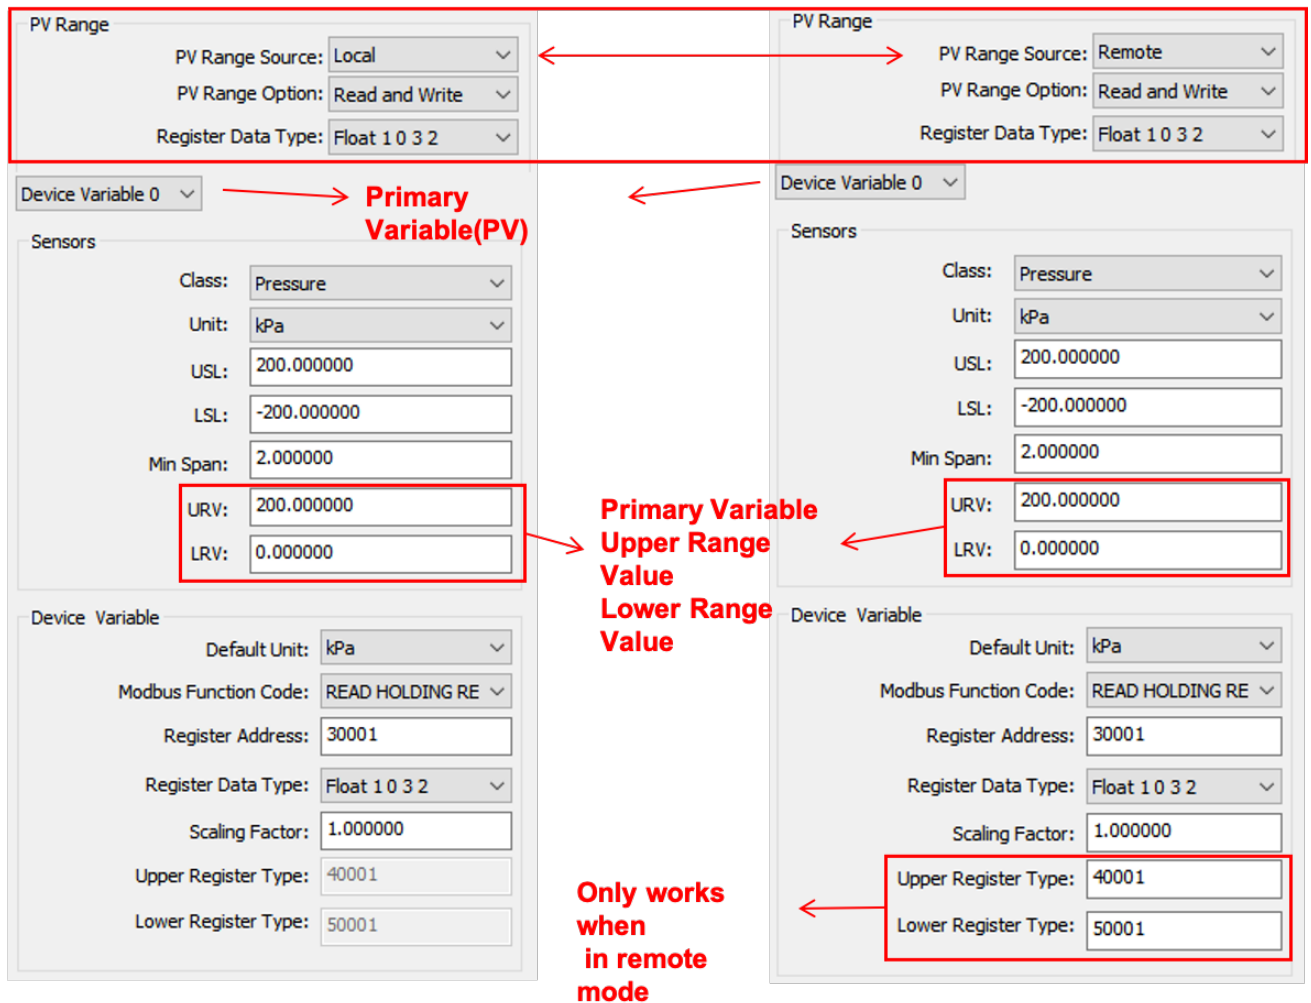 PV Range
PV Range Source: Local
PV Range Option: Read and Write
Register Data Type: Float 1 0 3 2
Device Variable 0
Primary
Variable(PV)
Sensors
Class: Pressure
Unit: kPa
USL: 200.000000
LSL: -200.000000
Min Span: 2.000000
URV: 200.000000
LRV: 0.000000
Primary Variable
Upper Range
Value
Lower Range
Value
Device Variable
Default Unit: kPa
Modbus Function Code: READ HOLDING RE
Register Address: 30001
Register Data Type: Float 1 0 3 2
Scaling Factor: 1.000000
Upper Register Type: 40001
Lower Register Type: 50001
Only works
when
in remote
mode
PV Range
PV Range Source: Remote
PV Range Option: Read and Write
Register Data Type: Float 1 0 3 2
Device Variable 0
Sensors
Class: Pressure
Unit: kPa
USL: 200.000000
LSL: -200.000000
Min Span: 2.000000
URV: 200.000000
LRV: 0.000000
Device Variable
Default Unit: kPa
Modbus Function Code: READ HOLDING RE
Register Address: 30001
Register Data Type: Float 1 0 3 2
Scaling Factor: 1.000000
Upper Register Type: 40001
Lower Register Type: 50001